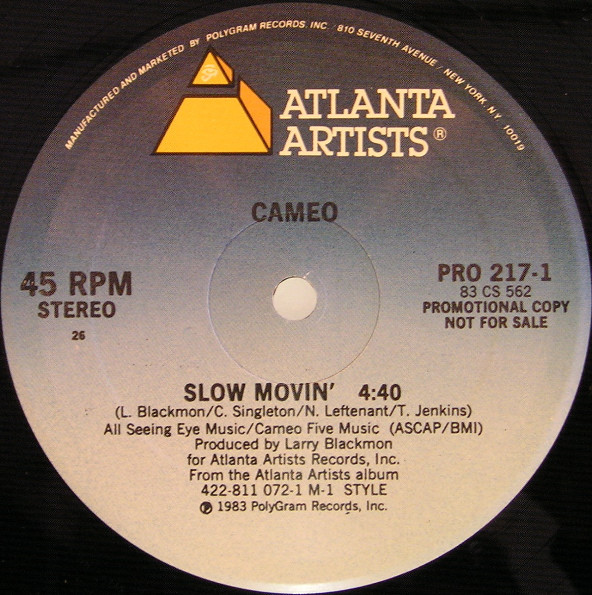 MANUFACTURED AND MARKETED BY POLYGRAM RECORDS, INC. / 810 SEVENTH AVENUE / NEW YORK, N.Y. 10019
ATLANTA
ARTISTS®
CAMEO
45 RPM
STEREO
26
PRO 217-1
83 CS 562
PROMOTIONAL COPY
NOT FOR SALE
SLOW MOVIN' 4:40
(L. Blackmon/C. Singleton/N. Leftenant/T. Jenkins)
All Seeing Eye Music/Cameo Five Music (ASCAP/BMI)
Produced by Larry Blackmon
for Atlanta Artists Records, Inc.
From the Atlanta Artists album
422-811 072-1 M-1 STYLE
℗ 1983 PolyGram Records, Inc.